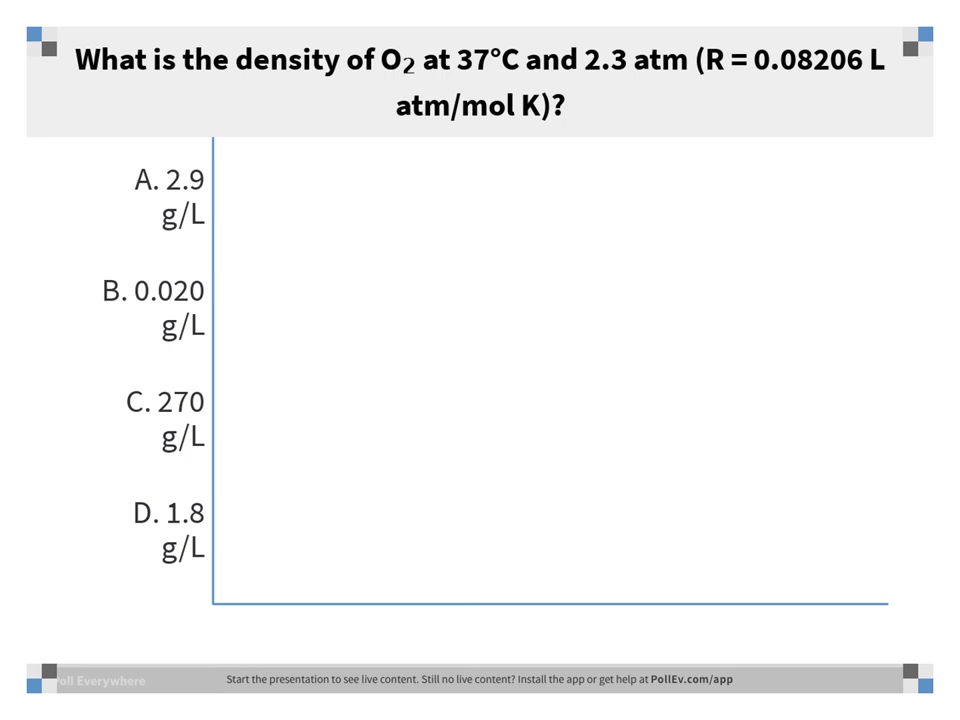 What is the density of O₂ at 37°C and 2.3 atm (R = 0.08206 L
atm/mol K)?
A. 2.9
g/L
B. 0.020
g/L
C. 270
g/L
D. 1.8
g/L
oll Everywhere
Start the presentation to see live content. Still no live content? Install the app or get help at PollEv.com/app